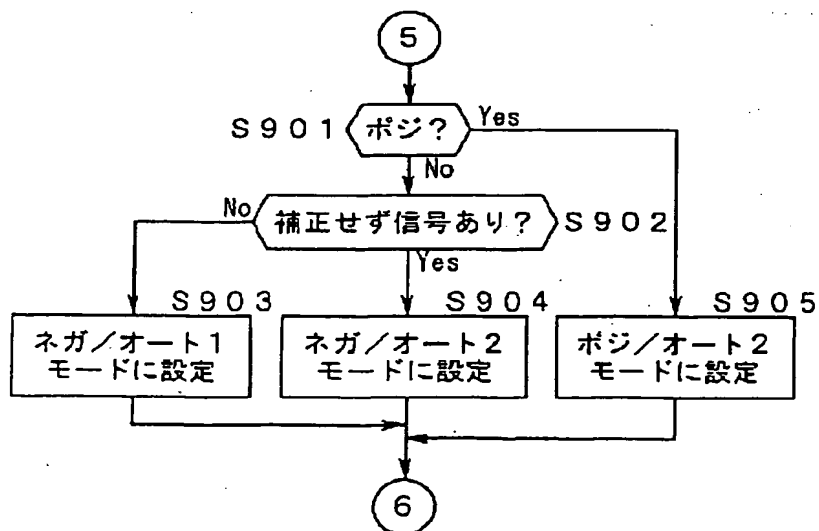 5
S901 ポジ? Yes
No
No 補正せず信号あり? S902
Yes
S903 S904 S905
ネガ/オート1
モードに設定
ネガ/オート2
モードに設定
ポジ/オート2
モードに設定
6